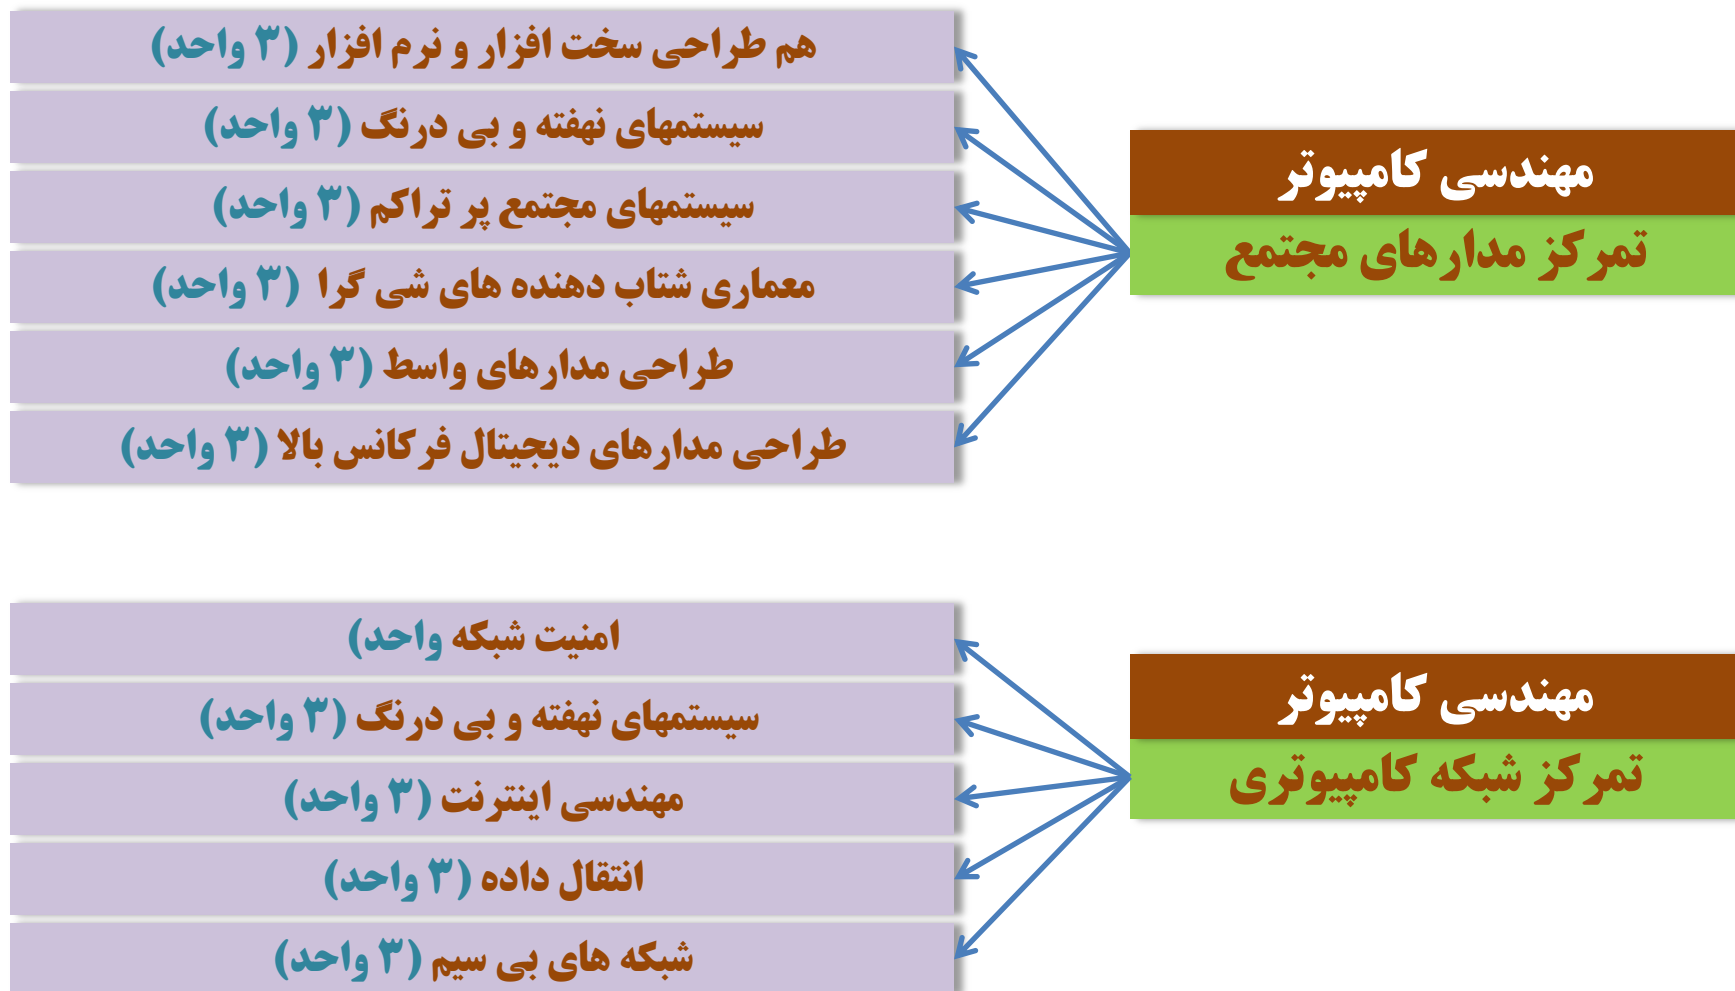 مهندسی کامپیوتر
تمرکز مدارهای مجتمع
هم طراحی سخت افزار و نرم افزار (۳ واحد)
سیستمهای نهفته و بی درنگ (۳ واحد)
سیستمهای مجتمع پر تراکم (۳ واحد)
معماری شتاب دهنده های شی گرا (۳ واحد)
طراحی مدارهای واسط (۳ واحد)
طراحی مدارهای دیجیتال فرکانس بالا (۳ واحد)
مهندسی کامپیوتر
تمرکز شبکه کامپیوتری
امنیت شبکه واحد)
سیستمهای نهفته و بی درنگ (۳ واحد)
مهندسی اینترنت (۳ واحد)
انتقال داده (۳ واحد)
شبکه های بی سیم (۳ واحد)